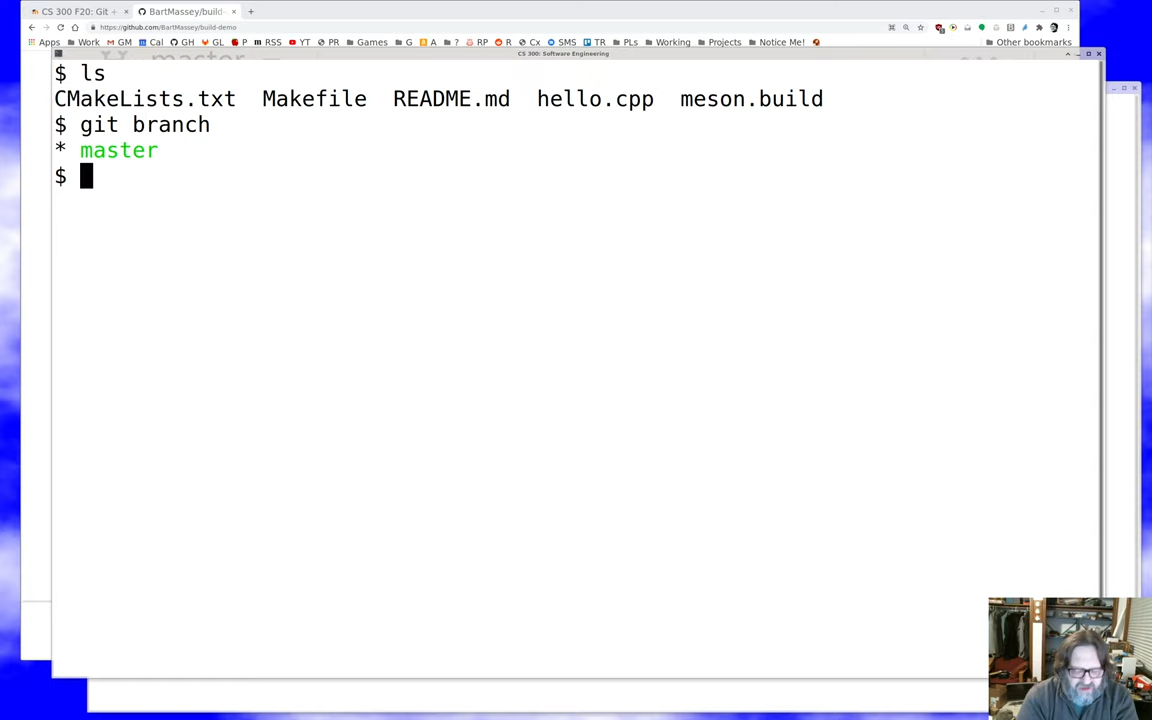 CS 300 F20: Git
BartMassey/build-
https://github.com/BartMassey/build-demo
Apps Work GM Cal GH GL P RSS YT PR Games G A ? RP R Cx SMS TR PLs Working Projects Notice Me! Other bookmarks
CS 300: Software Engineering
$ ls
CMakeLists.txt Makefile README.md hello.cpp meson.build
$ git branch
* master
$